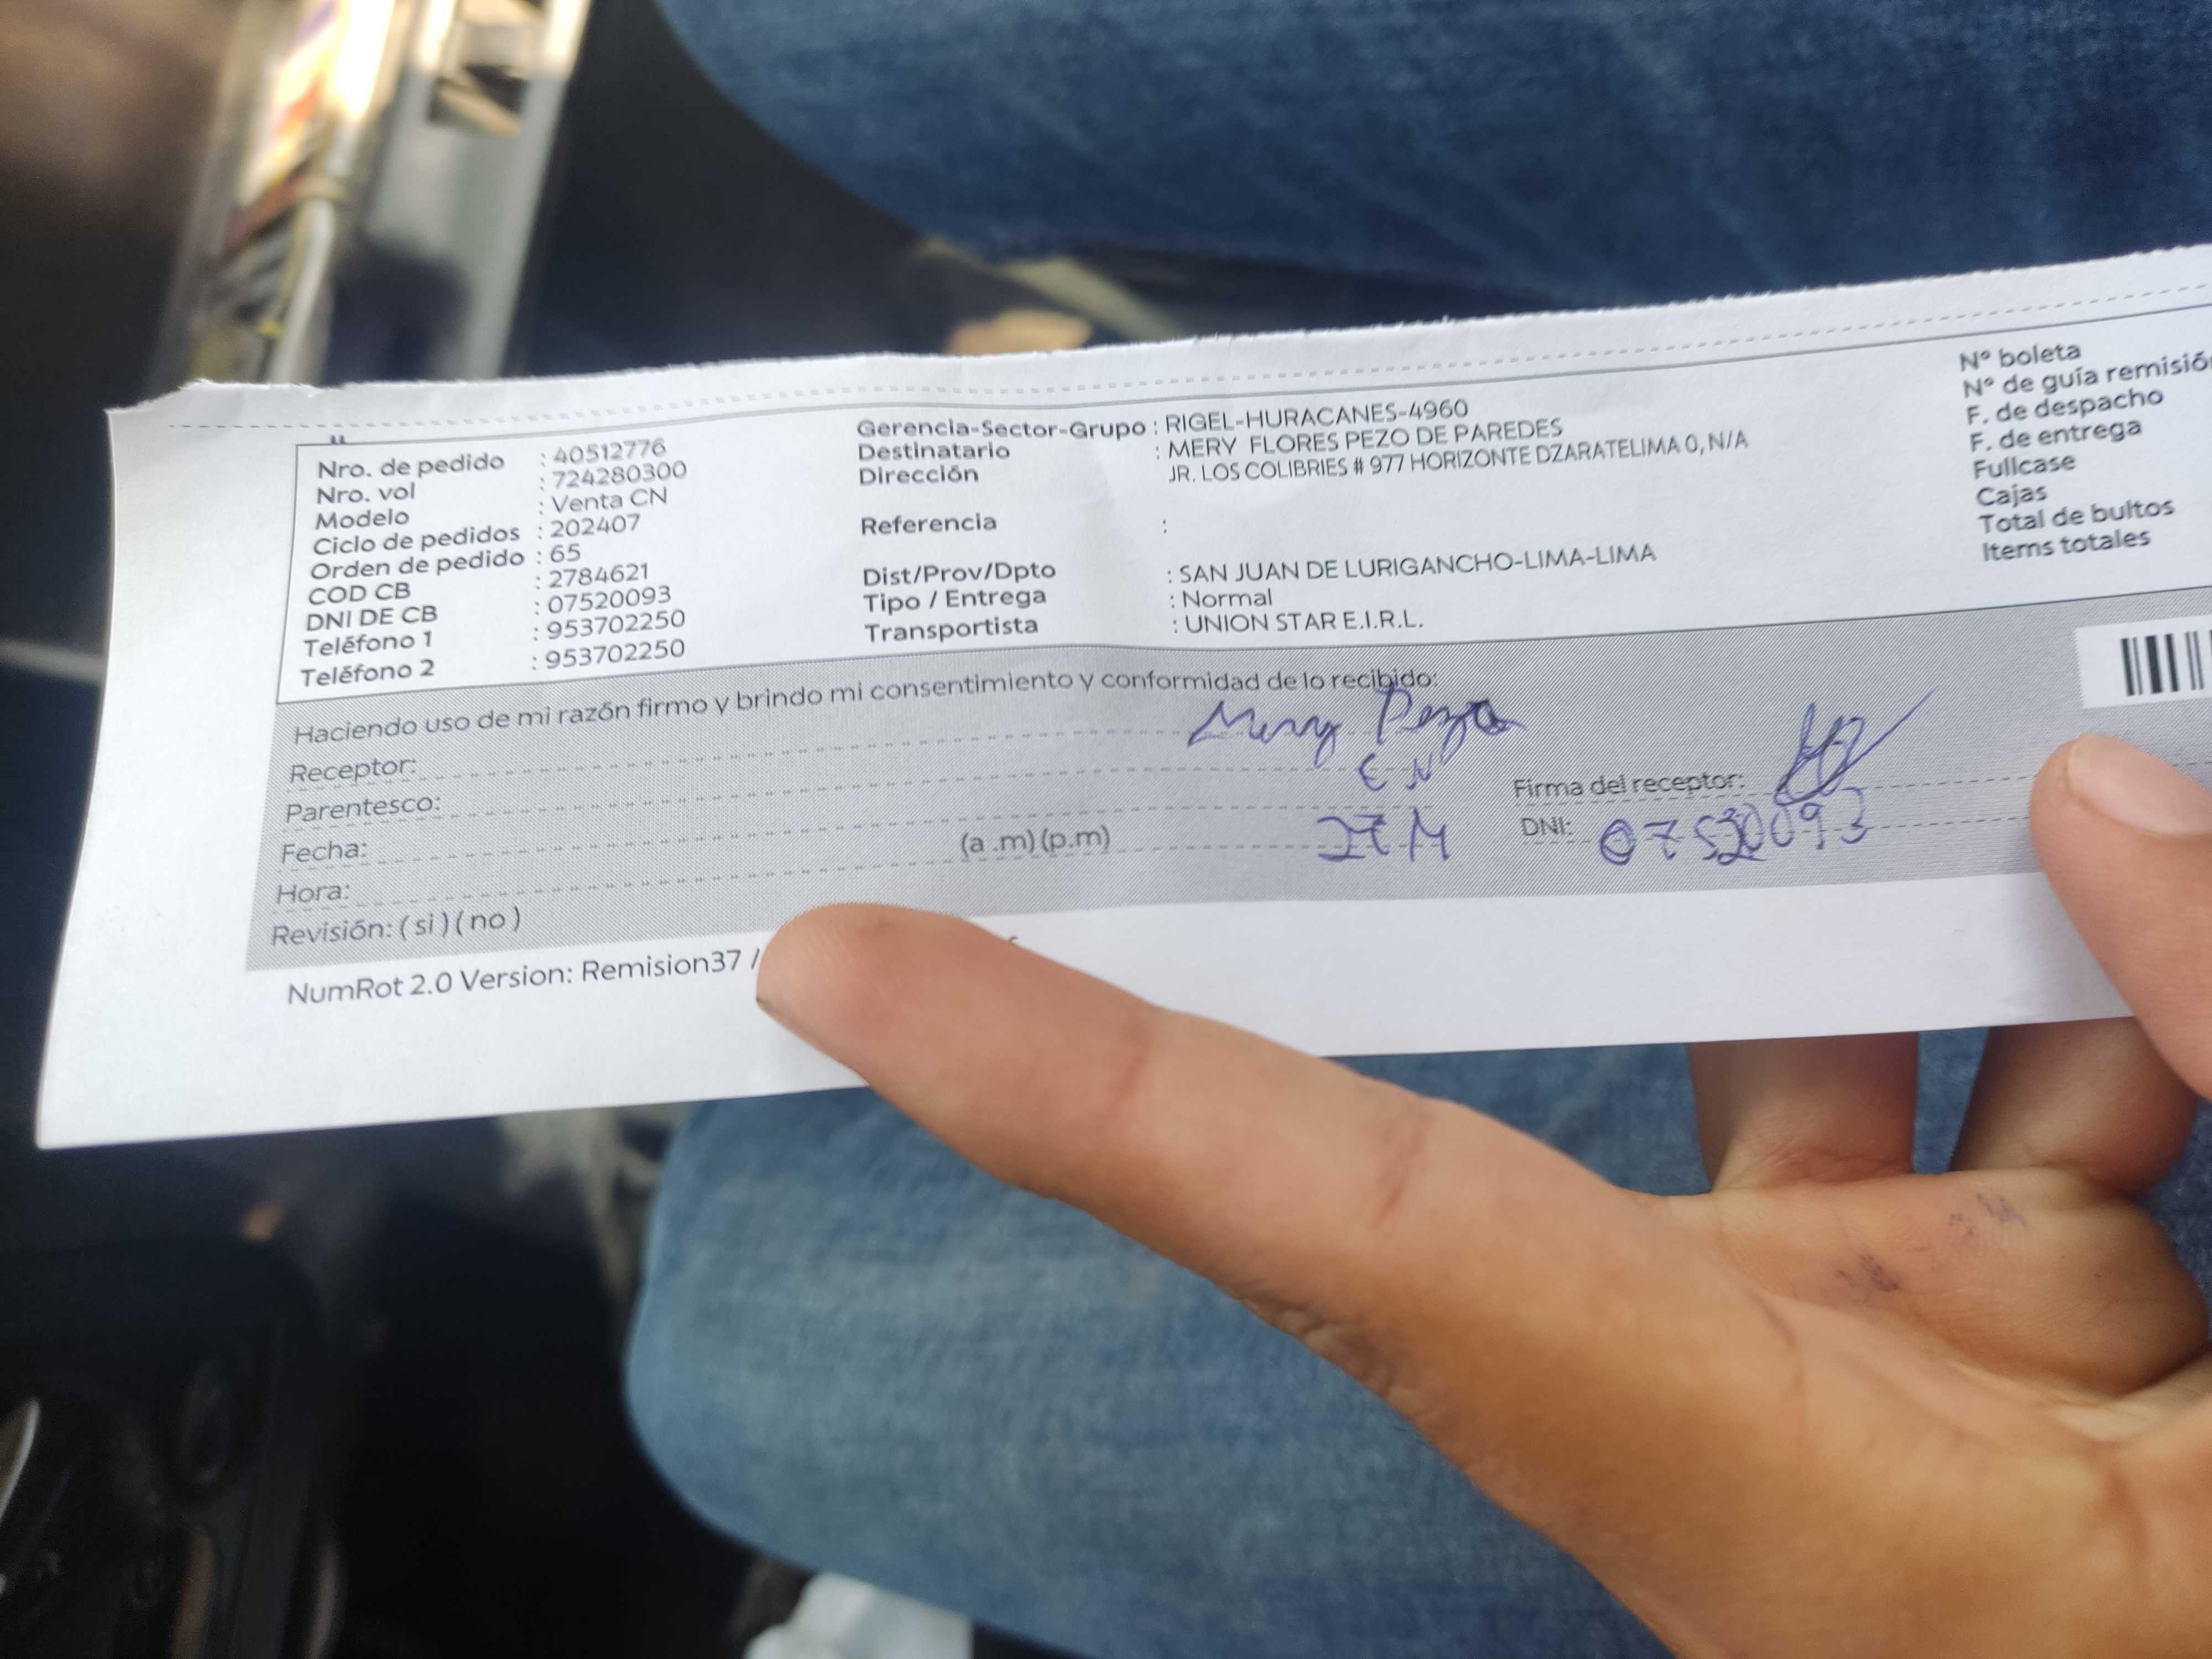 Nro. de pedido : 40512776
Nro. vol : 724280300
Modelo : Venta CN
Ciclo de pedidos : 202407
Orden de pedido : 65
COD CB : 2784621
DNI DE CB : 07520093
Teléfono 1 : 953702250
Teléfono 2 : 953702250
Gerencia-Sector-Grupo : RIGEL-HURACANES-4960
Destinatario : MERY FLORES PEZO DE PAREDES
Dirección JR. LOS COLIBRIES # 977 HORIZONTE DZARATELIMA 0, N/A
Referencia :
Dist/Prov/Dpto : SAN JUAN DE LURIGANCHO-LIMA-LIMA
Tipo / Entrega : Normal
Transportista : UNION STAR E.I.R.L.
Nº boleta
Nº de guía remisió
F. de despacho
F. de entrega
Fullcase
Cajas
Total de bultos
Items totales
Haciendo uso de mi razón firmo y brindo mi consentimiento y conformidad de lo recibido:
Receptor: Mery Pezo
Parentesco:
Fecha:
Hora: (a .m) (p.m)
Revisión: ( si ) ( no )
Firma del receptor:
DNI: 07520093
NumRot 2.0 Version: Remision37 /